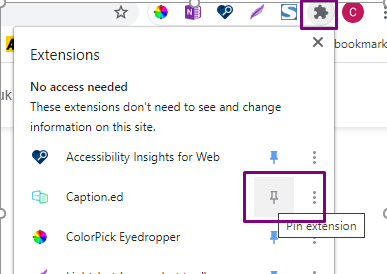 C
bookmark
Extensions
uk
No access needed
These extensions don't need to see and change
information on this site.
Accessibility Insights for Web
Caption.ed
Pin extension
ColorPick Eyedropper